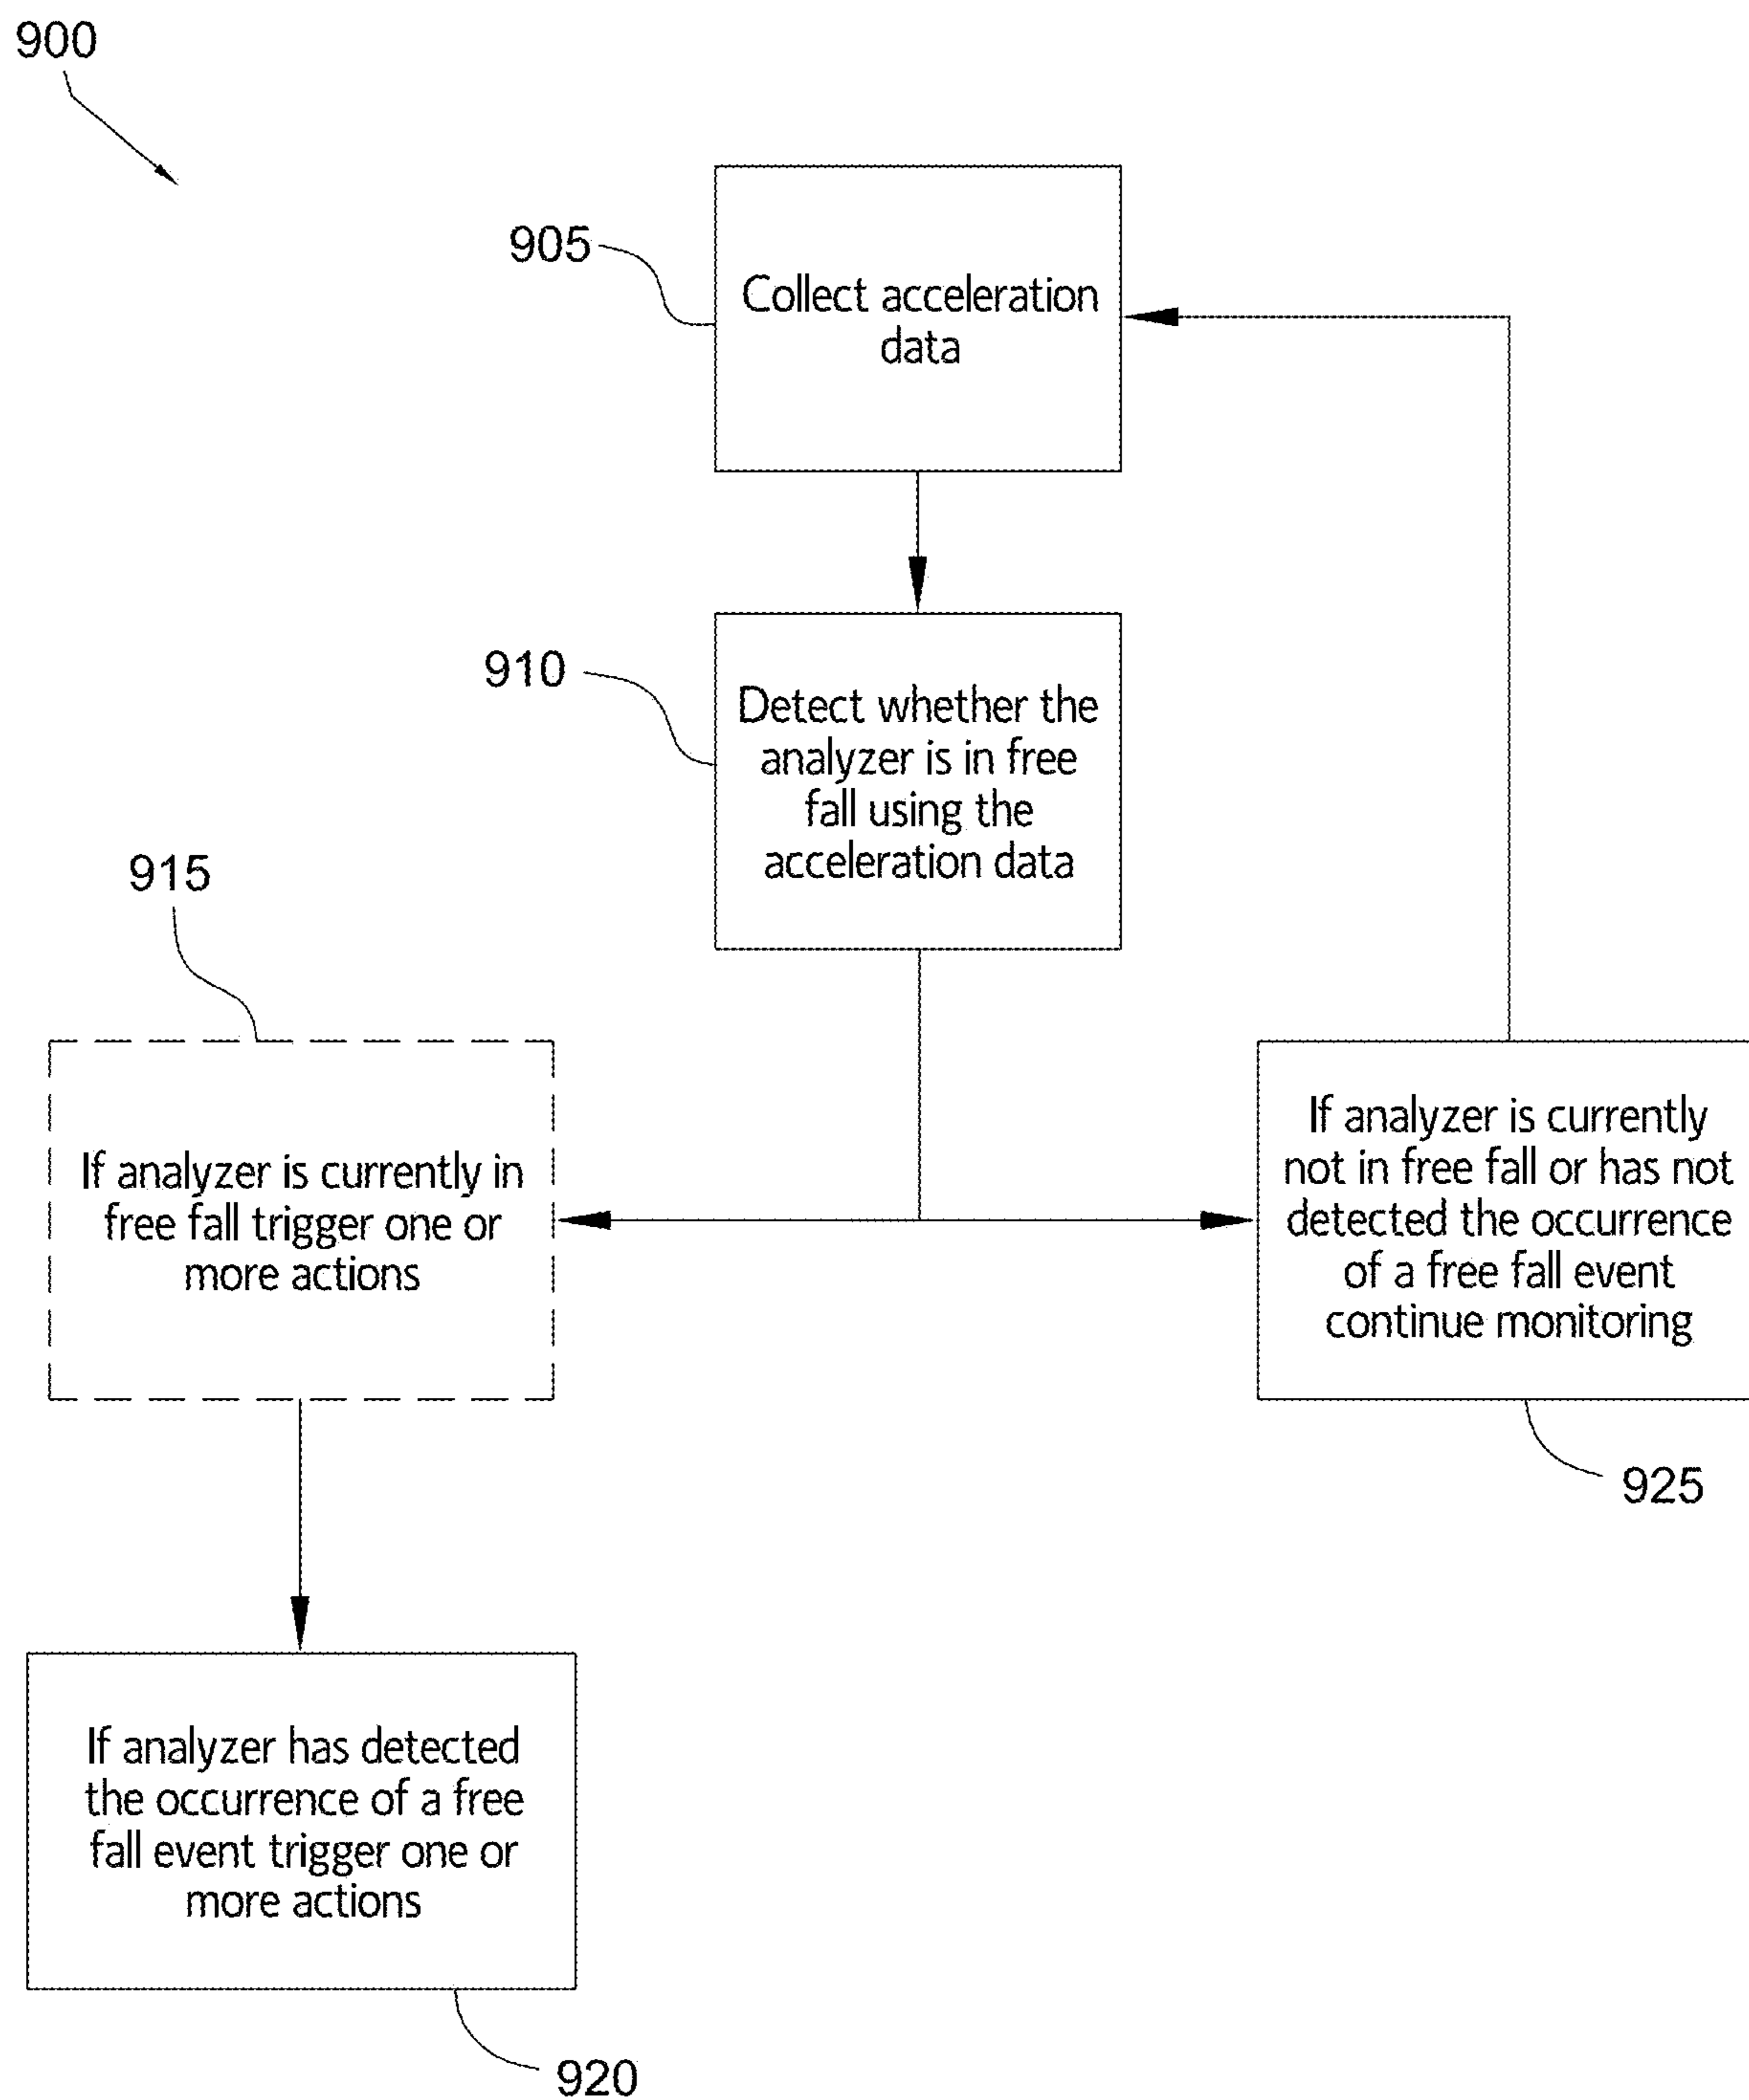 900
905
Collect acceleration
data
910
Detect whether the
analyzer is in free
fall using the
acceleration data
915
If analyzer is currently in
free fall trigger one or
more actions
If analyzer is currently
not in free fall or has not
detected the occurrence
of a free fall event
continue monitoring
925
If analyzer has detected
the occurrence of a free
fall event trigger one or
more actions
920